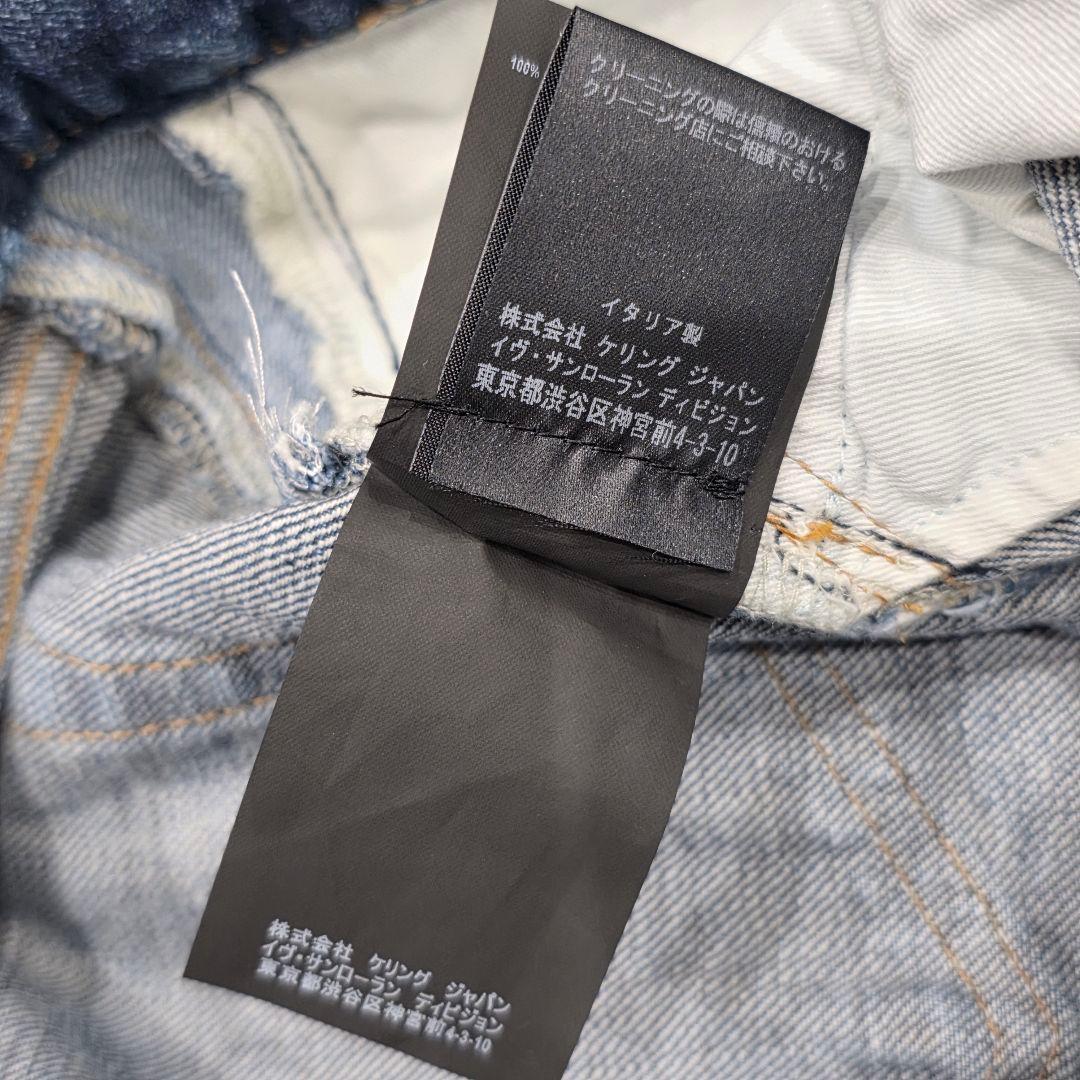 100%
クリーニングの際は信頼のおける
クリーニング店にご相談下さい。
イタリア製
株式会社 ケリング ジャパン
イヴ・サンローラン ディビジョン
東京都渋谷区神宮前4-3-10
株式会社 ケリング ジャパン
イヴ・サンローラン ディビジョン
東京都渋谷区神宮前4-3-10